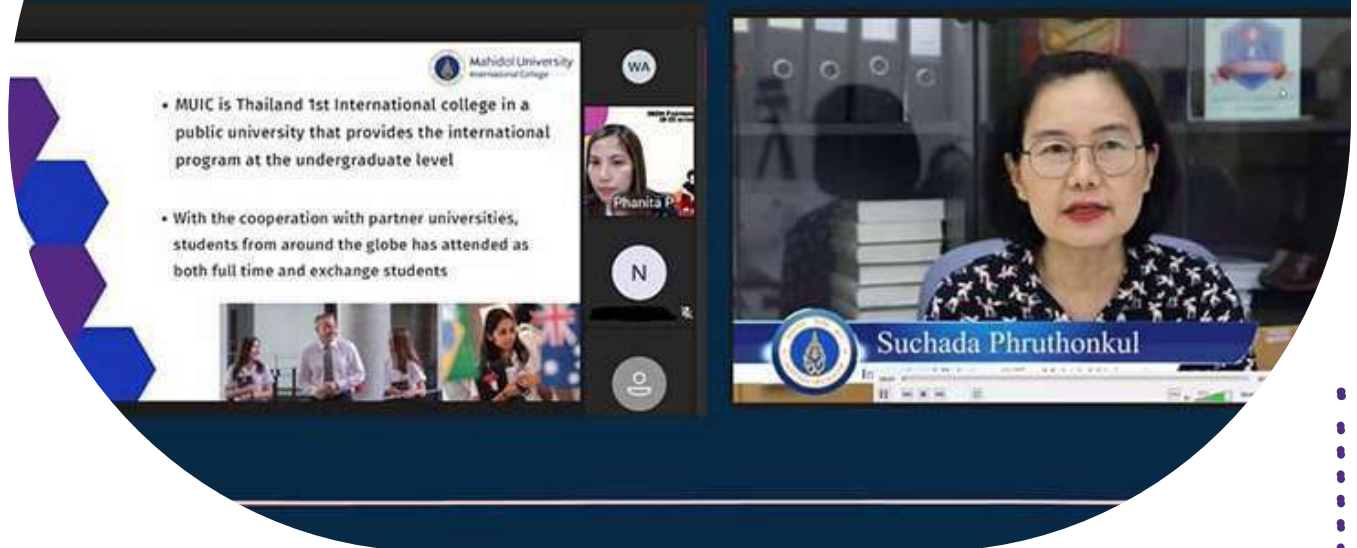 Mahidol University
International College
• MUIC is Thailand 1st International college in a
public university that provides the international
program at the undergraduate level
• With the cooperation with partner universities,
students from around the globe has attended as
both full time and exchange students
WA
Phanita P
N
Suchada Phruthonkul